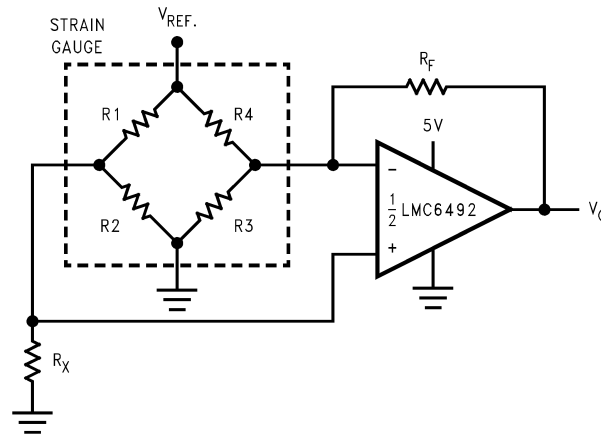 STRAIN
GAUGE
VREF.
R1
R4
R2
R3
RF
5V
−
1/2 LMC6492
+
RX